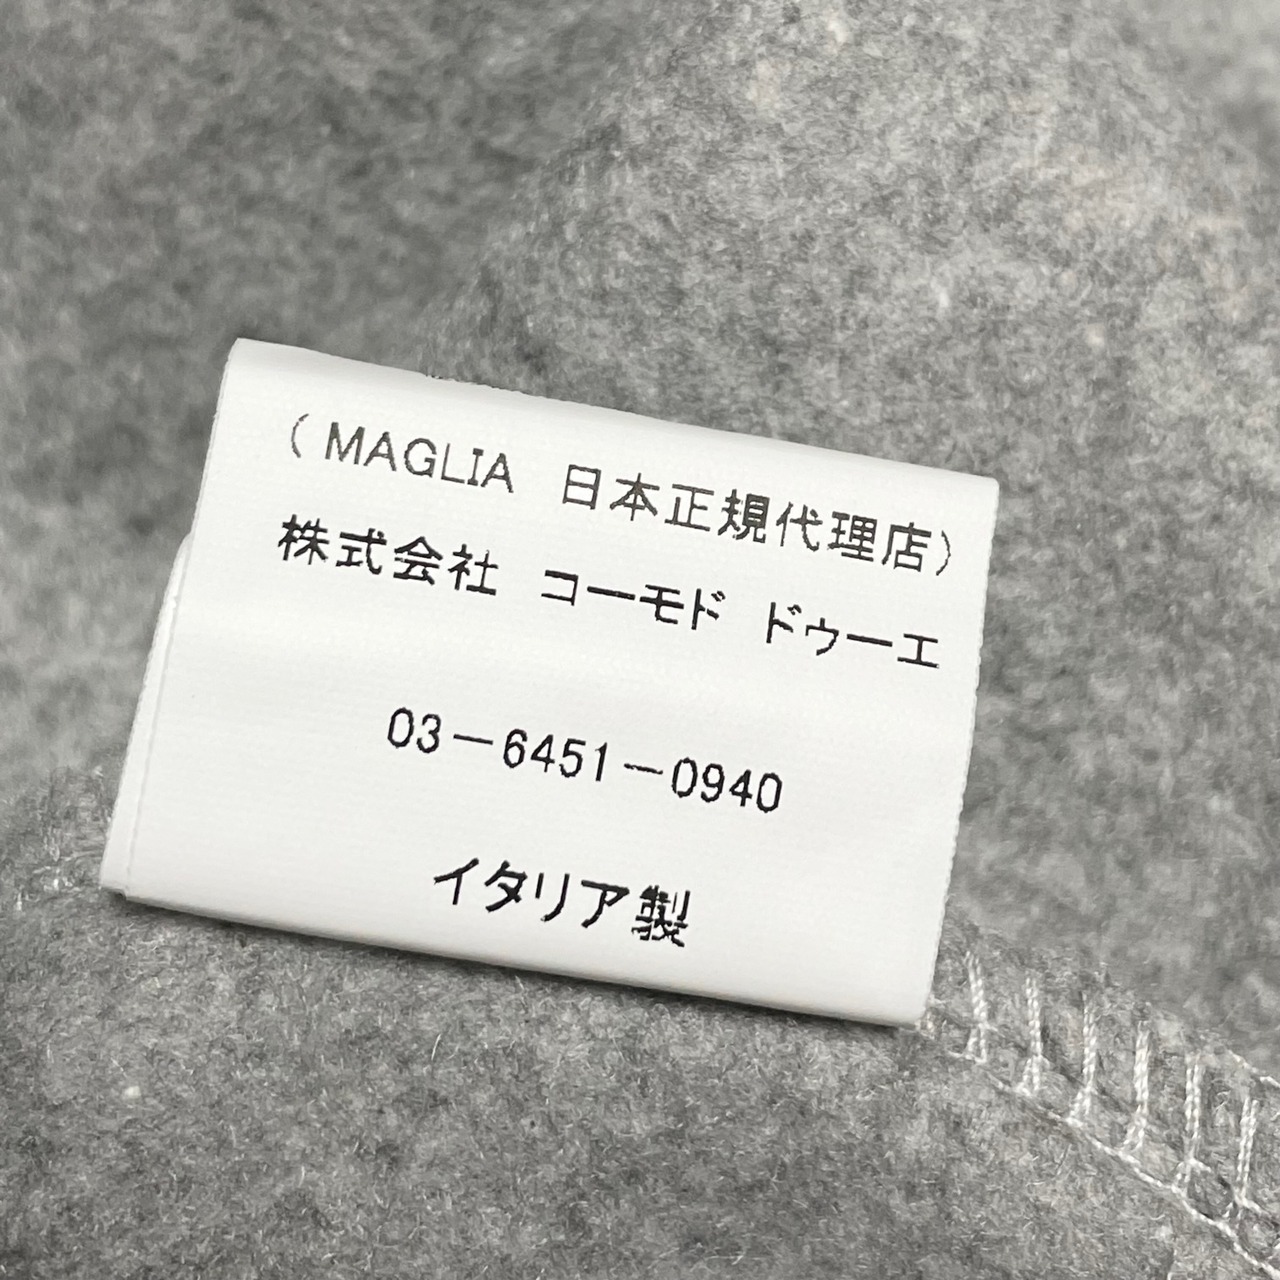 （MAGLIA　日本正規代理店）
株式会社 コーモド ドゥーエ
03－6451－0940
イタリア製